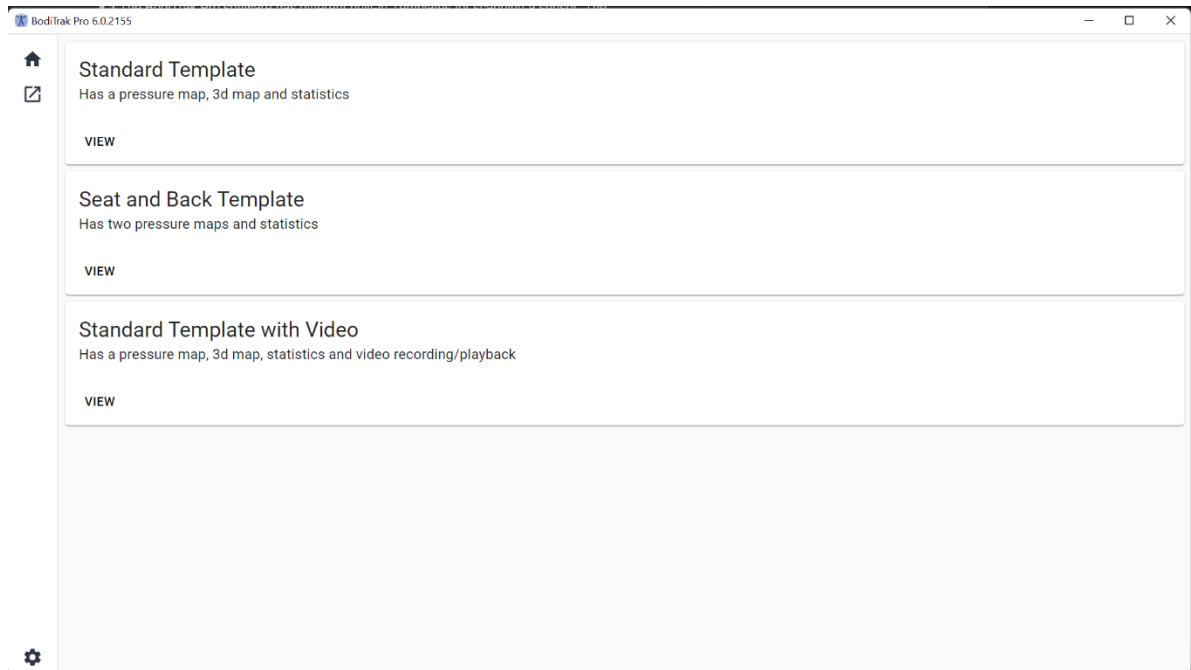 BodiTrak Pro 6.0.2155
Standard Template
Has a pressure map, 3d map and statistics
VIEW
Seat and Back Template
Has two pressure maps and statistics
VIEW
Standard Template with Video
Has a pressure map, 3d map, statistics and video recording/playback
VIEW